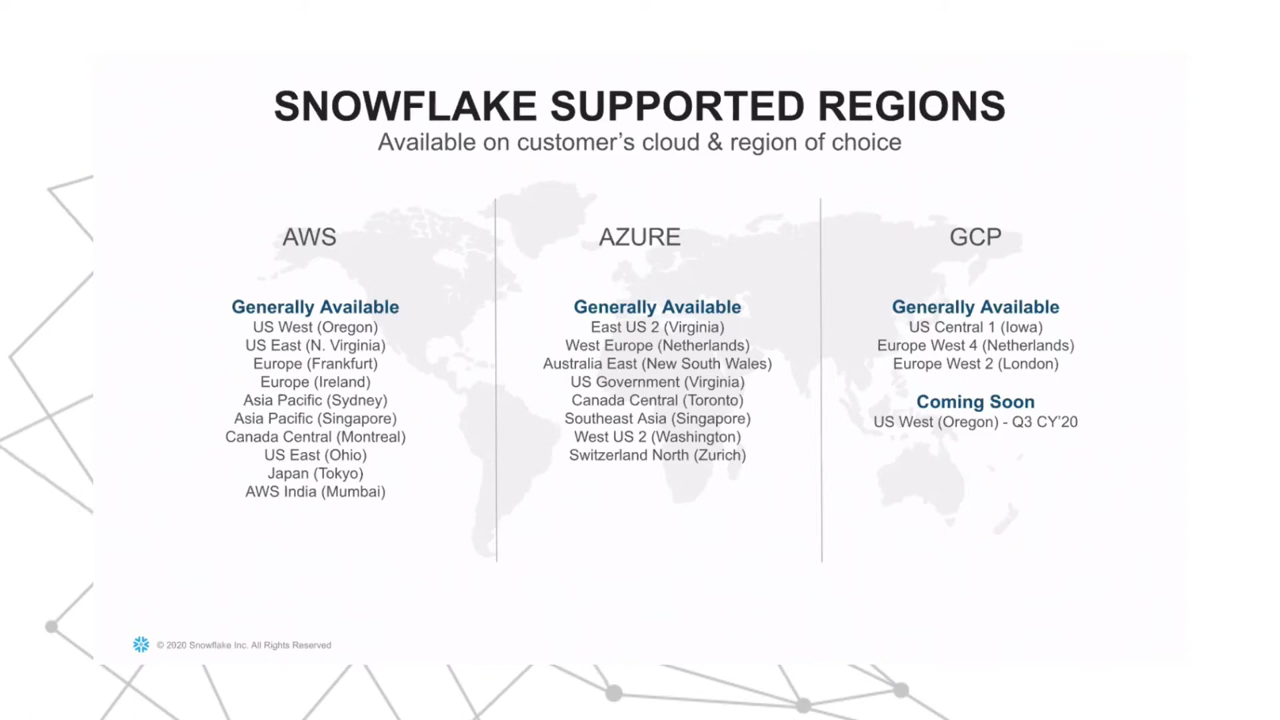 SNOWFLAKE SUPPORTED REGIONS
Available on customer's cloud & region of choice
AWS
Generally Available
US West (Oregon)
US East (N. Virginia)
Europe (Frankfurt)
Europe (Ireland)
Asia Pacific (Sydney)
Asia Pacific (Singapore)
Canada Central (Montreal)
US East (Ohio)
Japan (Tokyo)
AWS India (Mumbai)
AZURE
Generally Available
East US 2 (Virginia)
West Europe (Netherlands)
Australia East (New South Wales)
US Government (Virginia)
Canada Central (Toronto)
Southeast Asia (Singapore)
West US 2 (Washington)
Switzerland North (Zurich)
GCP
Generally Available
US Central 1 (Iowa)
Europe West 4 (Netherlands)
Europe West 2 (London)
Coming Soon
US West (Oregon) - Q3 CY'20
© 2020 Snowflake Inc. All Rights Reserved